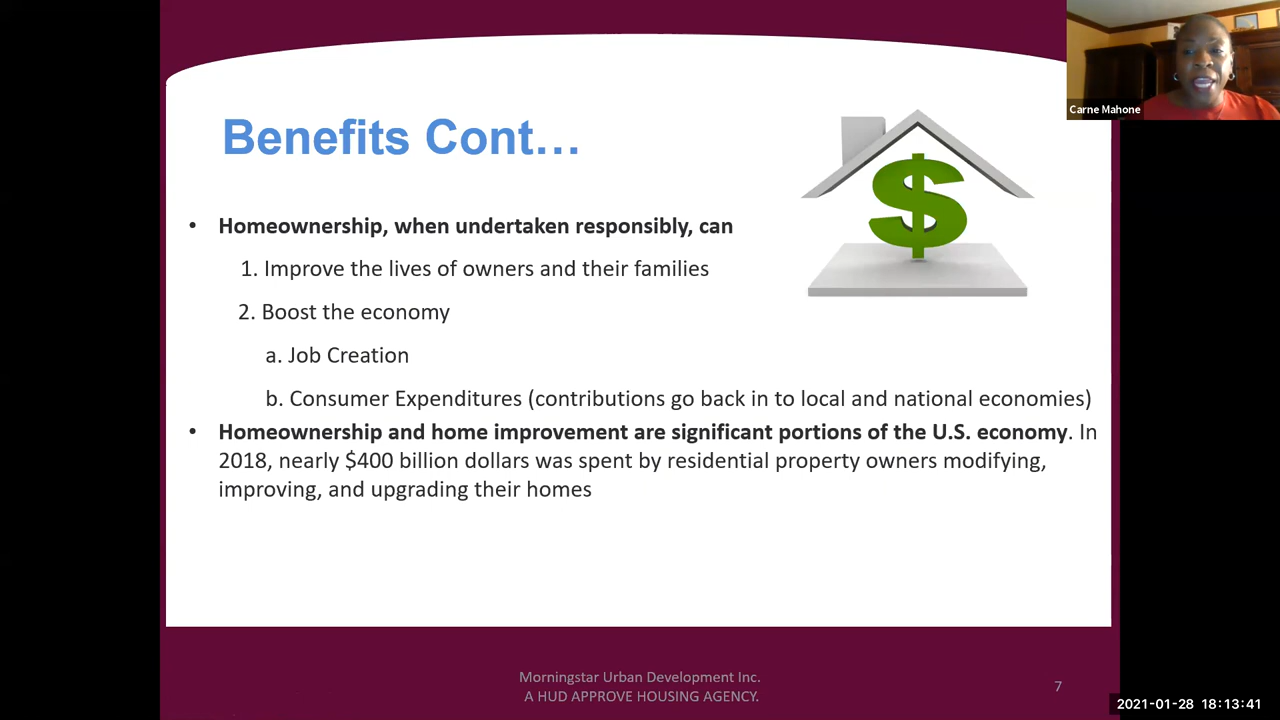 Carne Mahone
Benefits Cont…
• Homeownership, when undertaken responsibly, can
1. Improve the lives of owners and their families
2. Boost the economy
a. Job Creation
b. Consumer Expenditures (contributions go back in to local and national economies)
• Homeownership and home improvement are significant portions of the U.S. economy. In
2018, nearly $400 billion dollars was spent by residential property owners modifying,
improving, and upgrading their homes
$
Morningstar Urban Development Inc.
A HUD APPROVE HOUSING AGENCY.
7
2021-01-28 18:13:41